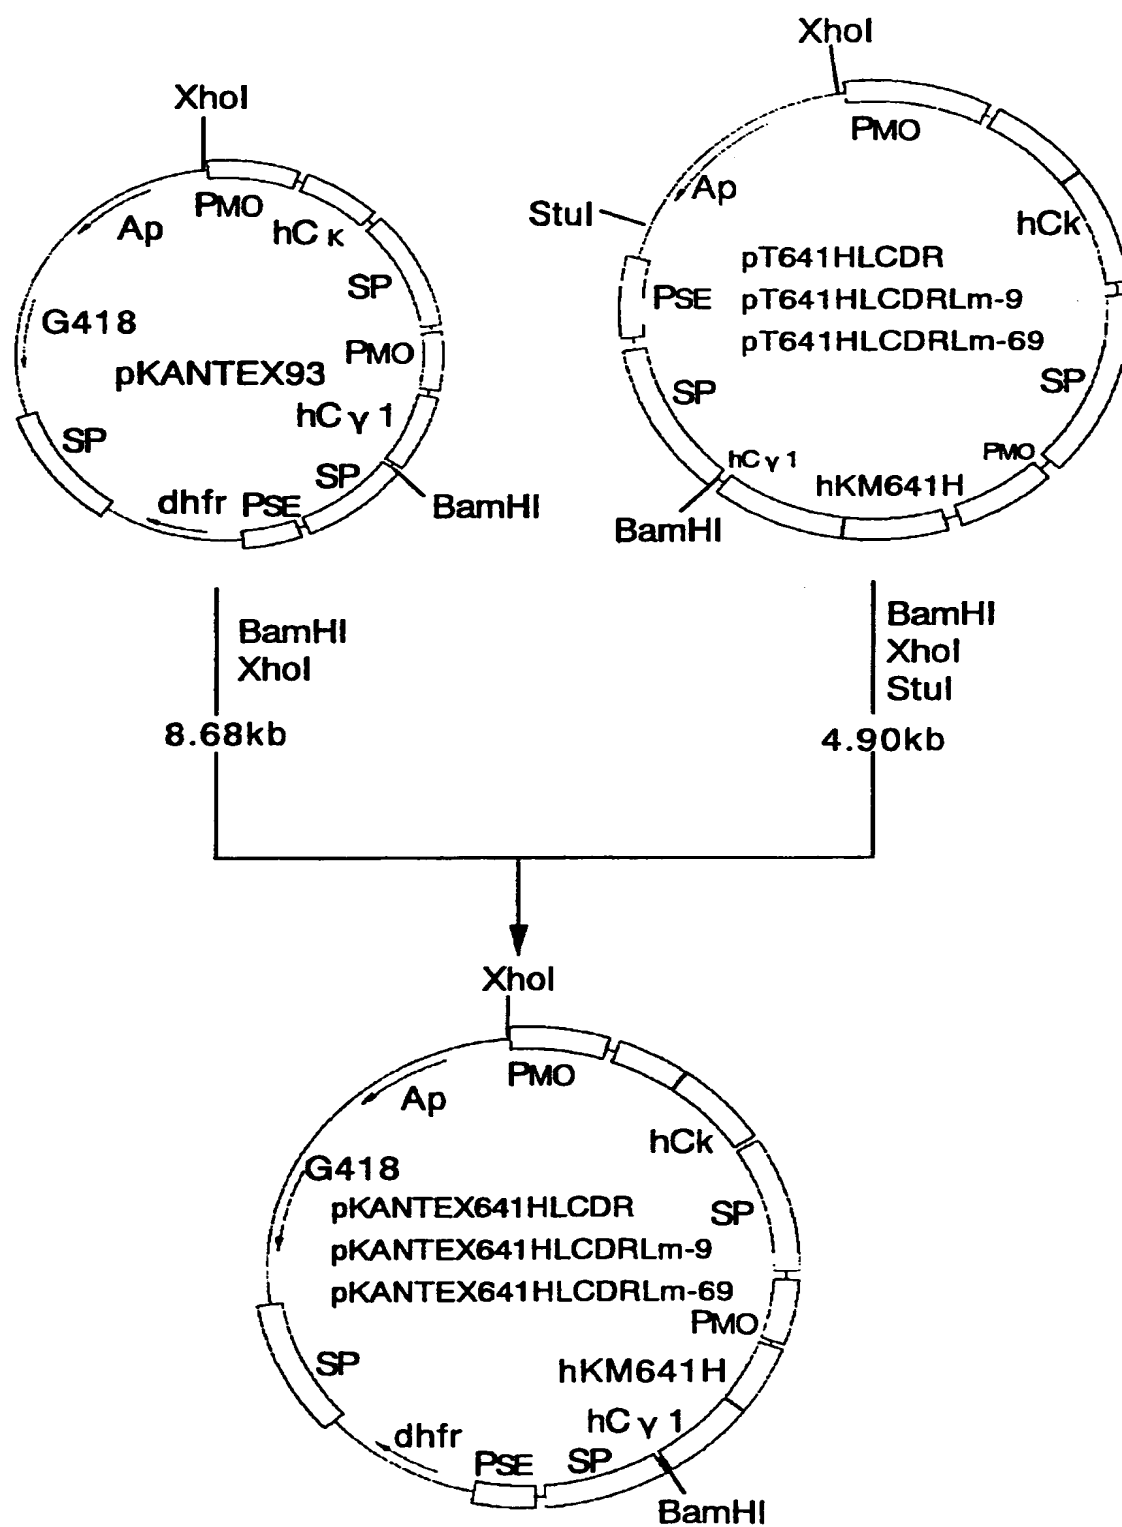 XhoI
PMO
Ap
hCκ
SP
G418
PMO
pKANTEX93
hCγ1
SP
SP
dhfr
PSE
BamHI
XhoI
PMO
Ap
StuI
hCk
pT641HLCDR
PSE
pT641HLCDRLm-9
pT641HLCDRLm-69
SP
SP
PMO
hCγ1
hKM641H
BamHI
BamHI
XhoI
8.68kb
BamHI
XhoI
StuI
4.90kb
XhoI
PMO
Ap
hCk
G418
pKANTEX641HLCDR
SP
pKANTEX641HLCDRLm-9
pKANTEX641HLCDRLm-69
PMO
SP
hKM641H
hCγ1
dhfr
PSE
SP
BamHI